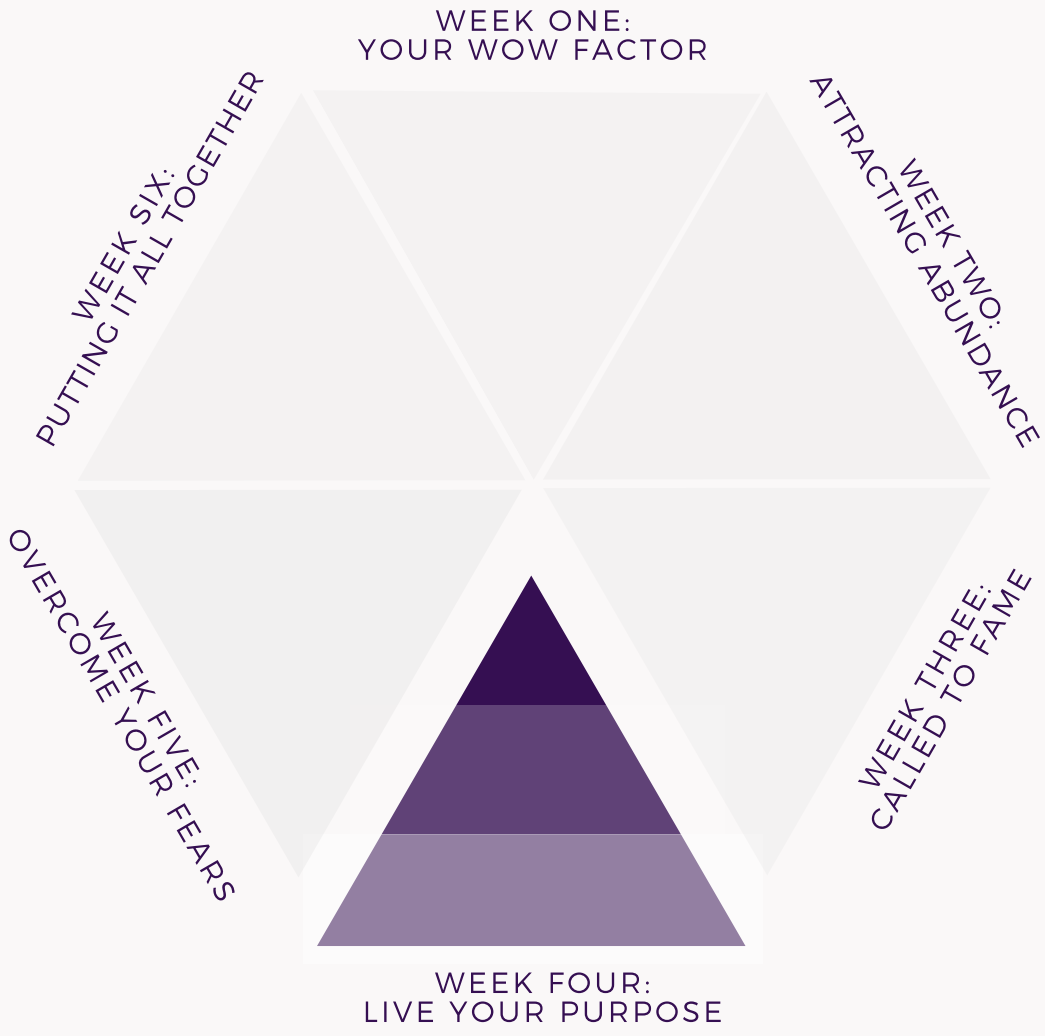 WEEK ONE:
YOUR WOW FACTOR
WEEK TWO:
ATTRACTING ABUNDANCE
WEEK THREE:
CALLED TO FAME
WEEK FOUR:
LIVE YOUR PURPOSE
WEEK FIVE:
OVERCOME YOUR FEARS
WEEK SIX:
PUTTING IT ALL TOGETHER